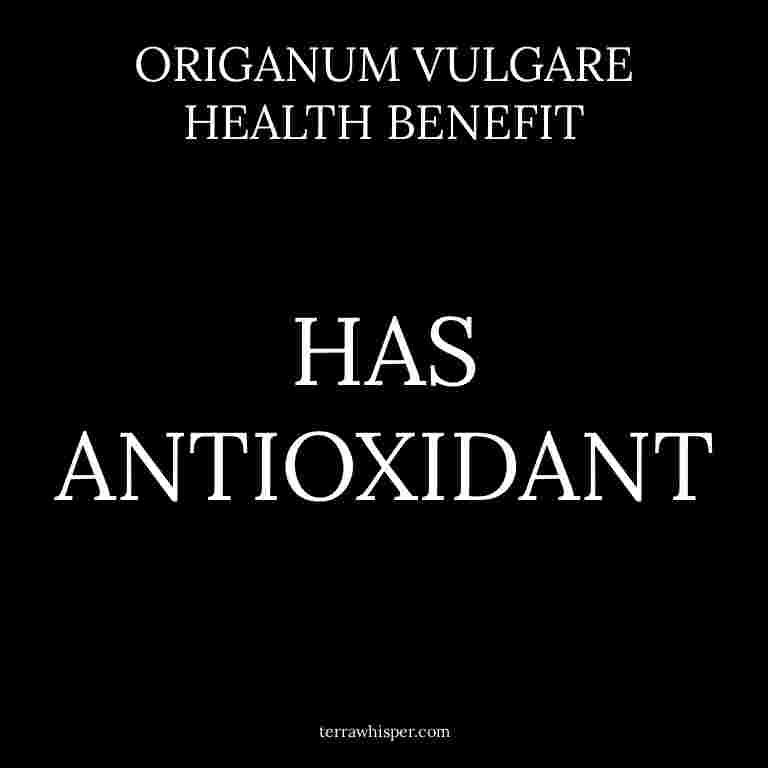 ORIGANUM VULGARE
HEALTH BENEFIT
HAS
ANTIOXIDANT
terrawhisper.com